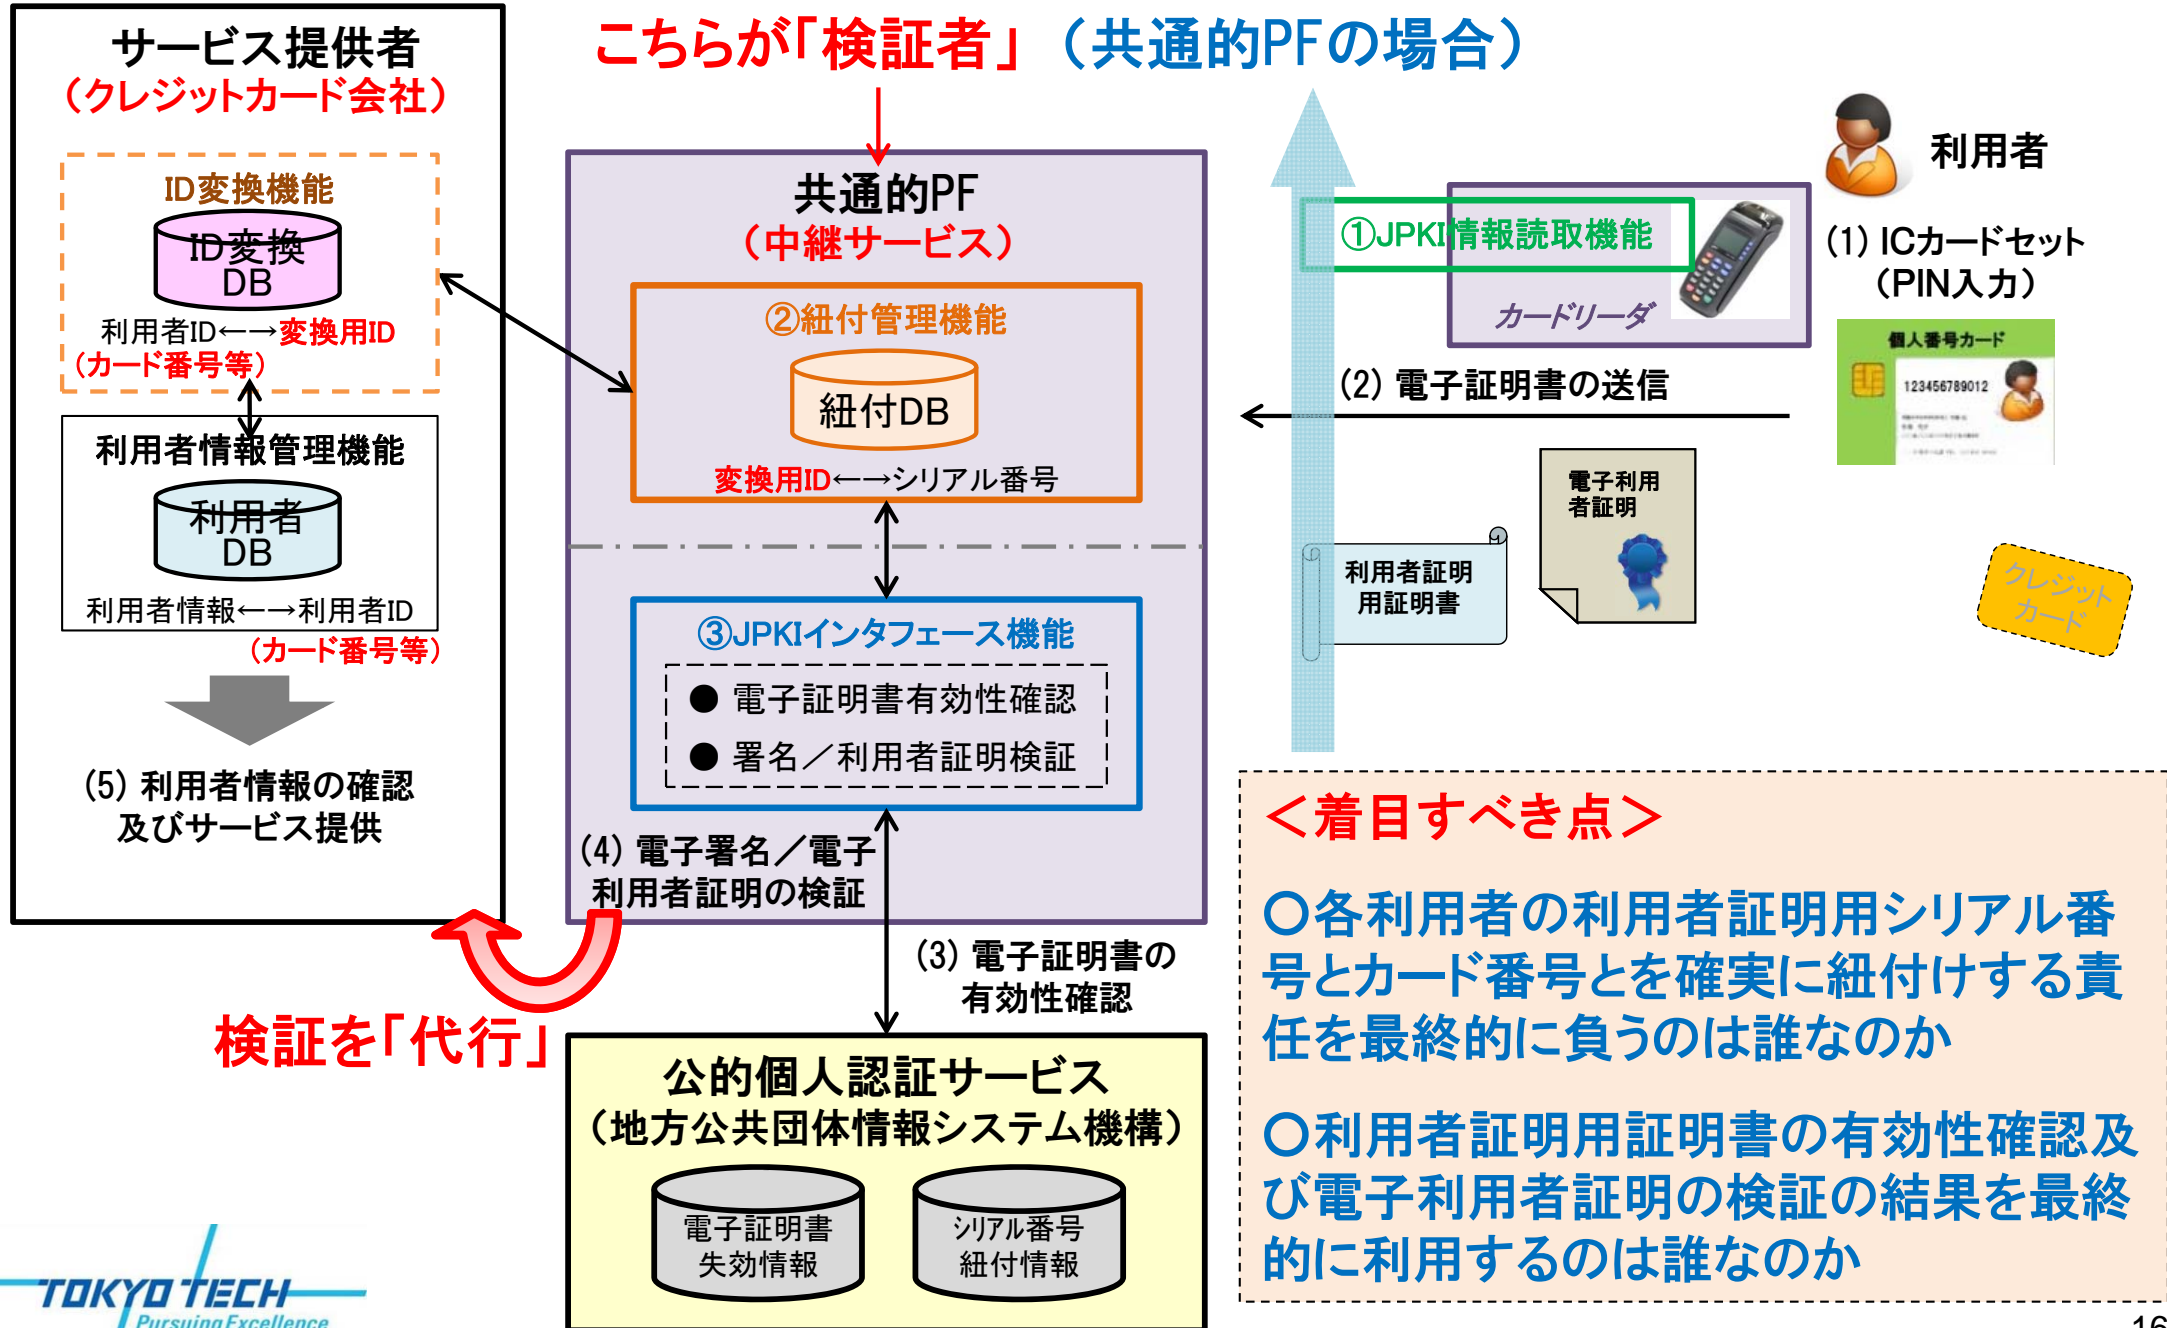 サービス提供者
（クレジットカード会社）
ID変換機能
ID変換
DB
利用者ID←→変換用ID
（カード番号等）
利用者情報管理機能
利用者
DB
利用者情報←→利用者ID
（カード番号等）
(5) 利用者情報の確認
及びサービス提供
こちらが「検証者」（共通的PFの場合）
共通的PF
（中継サービス）
②紐付管理機能
紐付DB
変換用ID←→シリアル番号
③JPKIインタフェース機能
● 電子証明書有効性確認
● 署名／利用者証明検証
(4) 電子署名／電子
利用者証明の検証
検証を「代行」
(3) 電子証明書の
有効性確認
公的個人認証サービス
（地方公共団体情報システム機構）
電子証明書
失効情報
シリアル番号
紐付情報
利用者
①JPKI情報読取機能
カードリーダ
(1) ICカードセット
（PIN入力）
個人番号カード
123456789012
(2) 電子証明書の送信
電子利用
者証明
利用者証明
用証明書
クレジット
カード
＜着目すべき点＞
○各利用者の利用者証明用シリアル番
号とカード番号とを確実に紐付けする責
任を最終的に負うのは誰なのか
○利用者証明用証明書の有効性確認及
び電子利用者証明の検証の結果を最終
的に利用するのは誰なのか
TOKYO TECH
Pursuing Excellence
16